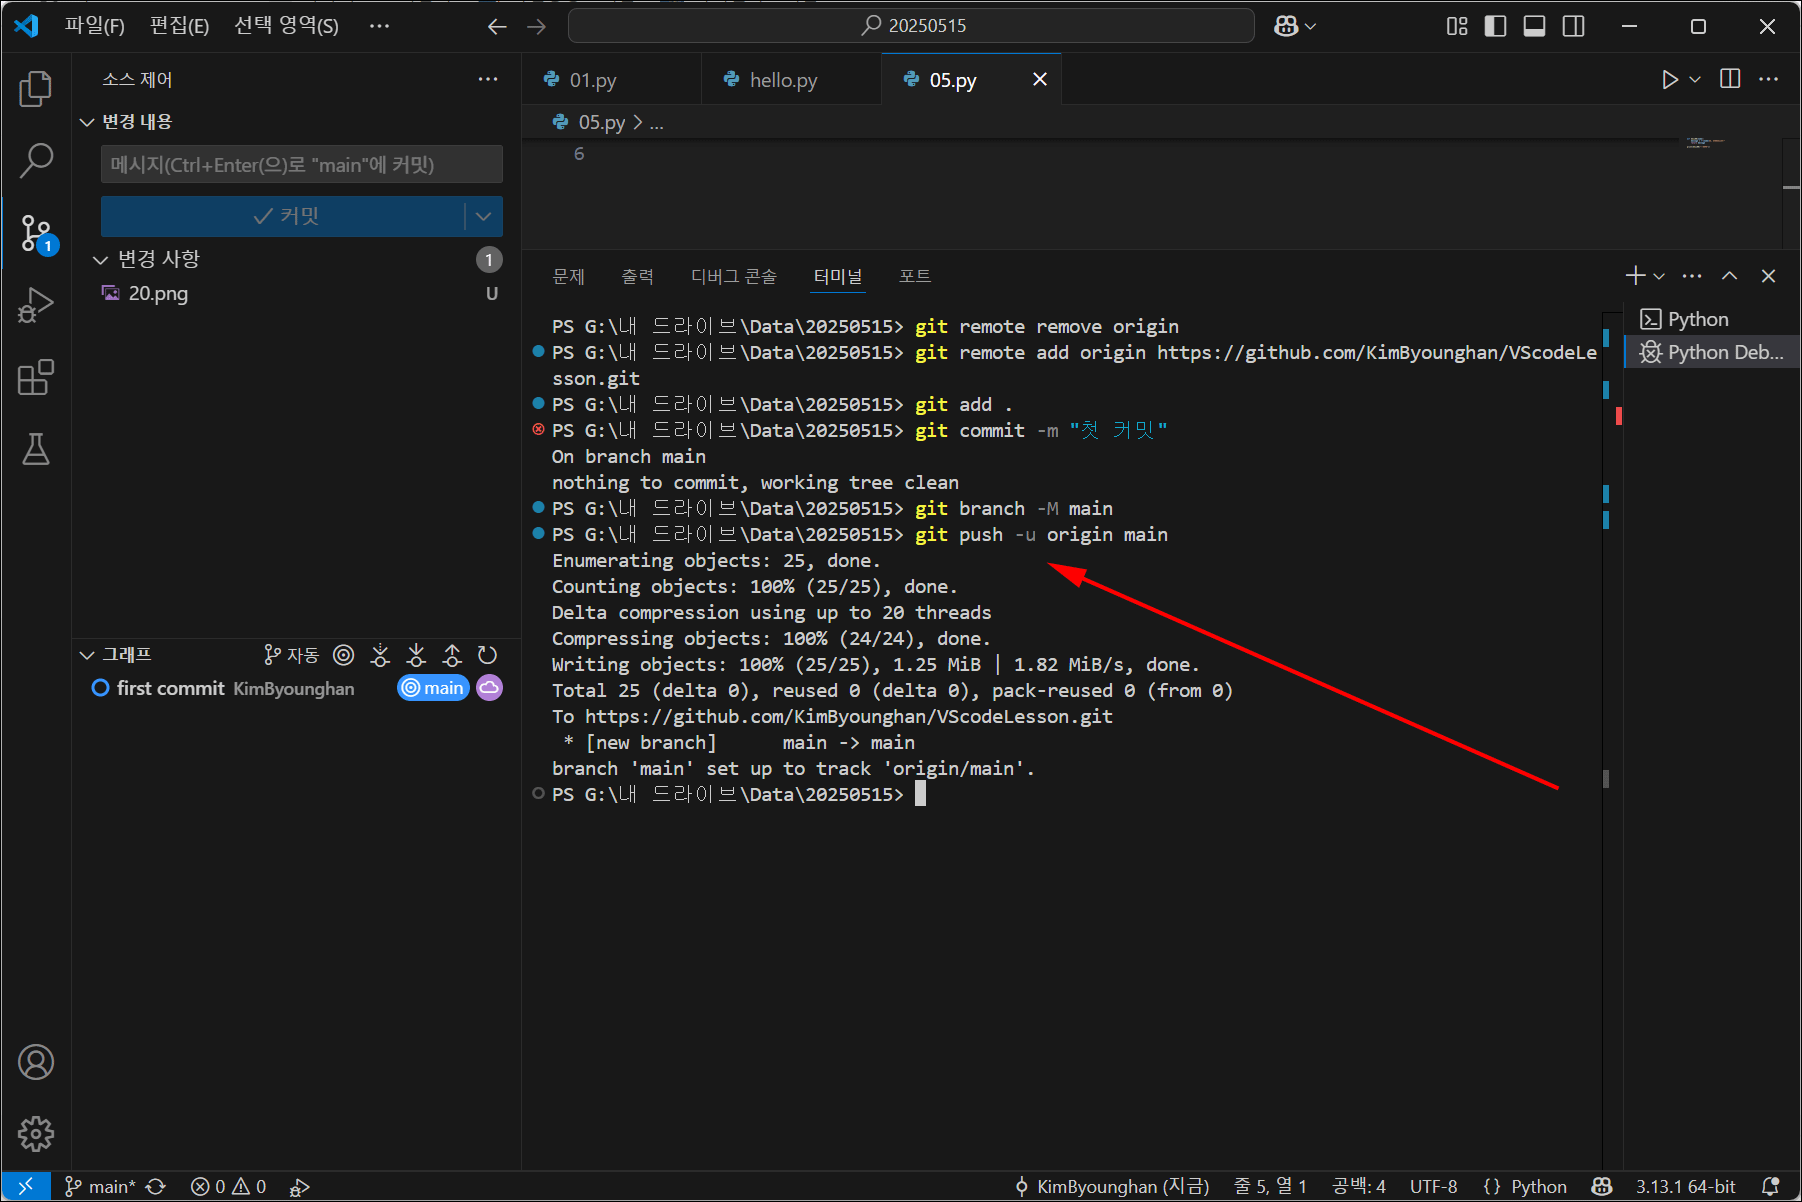 파일(F) 편집(E) 선택 영역(S) ··· 20250515
소스 제어 ···
변경 내용
메시지(Ctrl+Enter(으)로 "main"에 커밋)
커밋
변경 사항 1
20.png U
1
그래프 자동
first commit KimByounghan main
01.py hello.py 05.py
05.py > ...
6
문제 출력 디버그 콘솔 터미널 포트
PS G:\내 드라이브\Data\20250515> git remote remove origin
PS G:\내 드라이브\Data\20250515> git remote add origin https://github.com/KimByounghan/VScodeLe
sson.git
PS G:\내 드라이브\Data\20250515> git add .
PS G:\내 드라이브\Data\20250515> git commit -m "첫 커밋"
On branch main
nothing to commit, working tree clean
PS G:\내 드라이브\Data\20250515> git branch -M main
PS G:\내 드라이브\Data\20250515> git push -u origin main
Enumerating objects: 25, done.
Counting objects: 100% (25/25), done.
Delta compression using up to 20 threads
Compressing objects: 100% (24/24), done.
Writing objects: 100% (25/25), 1.25 MiB | 1.82 MiB/s, done.
Total 25 (delta 0), reused 0 (delta 0), pack-reused 0 (from 0)
To https://github.com/KimByounghan/VScodeLesson.git
* [new branch] main -> main
branch 'main' set up to track 'origin/main'.
PS G:\내 드라이브\Data\20250515>
Python
Python Deb...
main* 0 0 KimByounghan (지금) 줄 5, 열 1 공백: 4 UTF-8 {} Python 3.13.1 64-bit